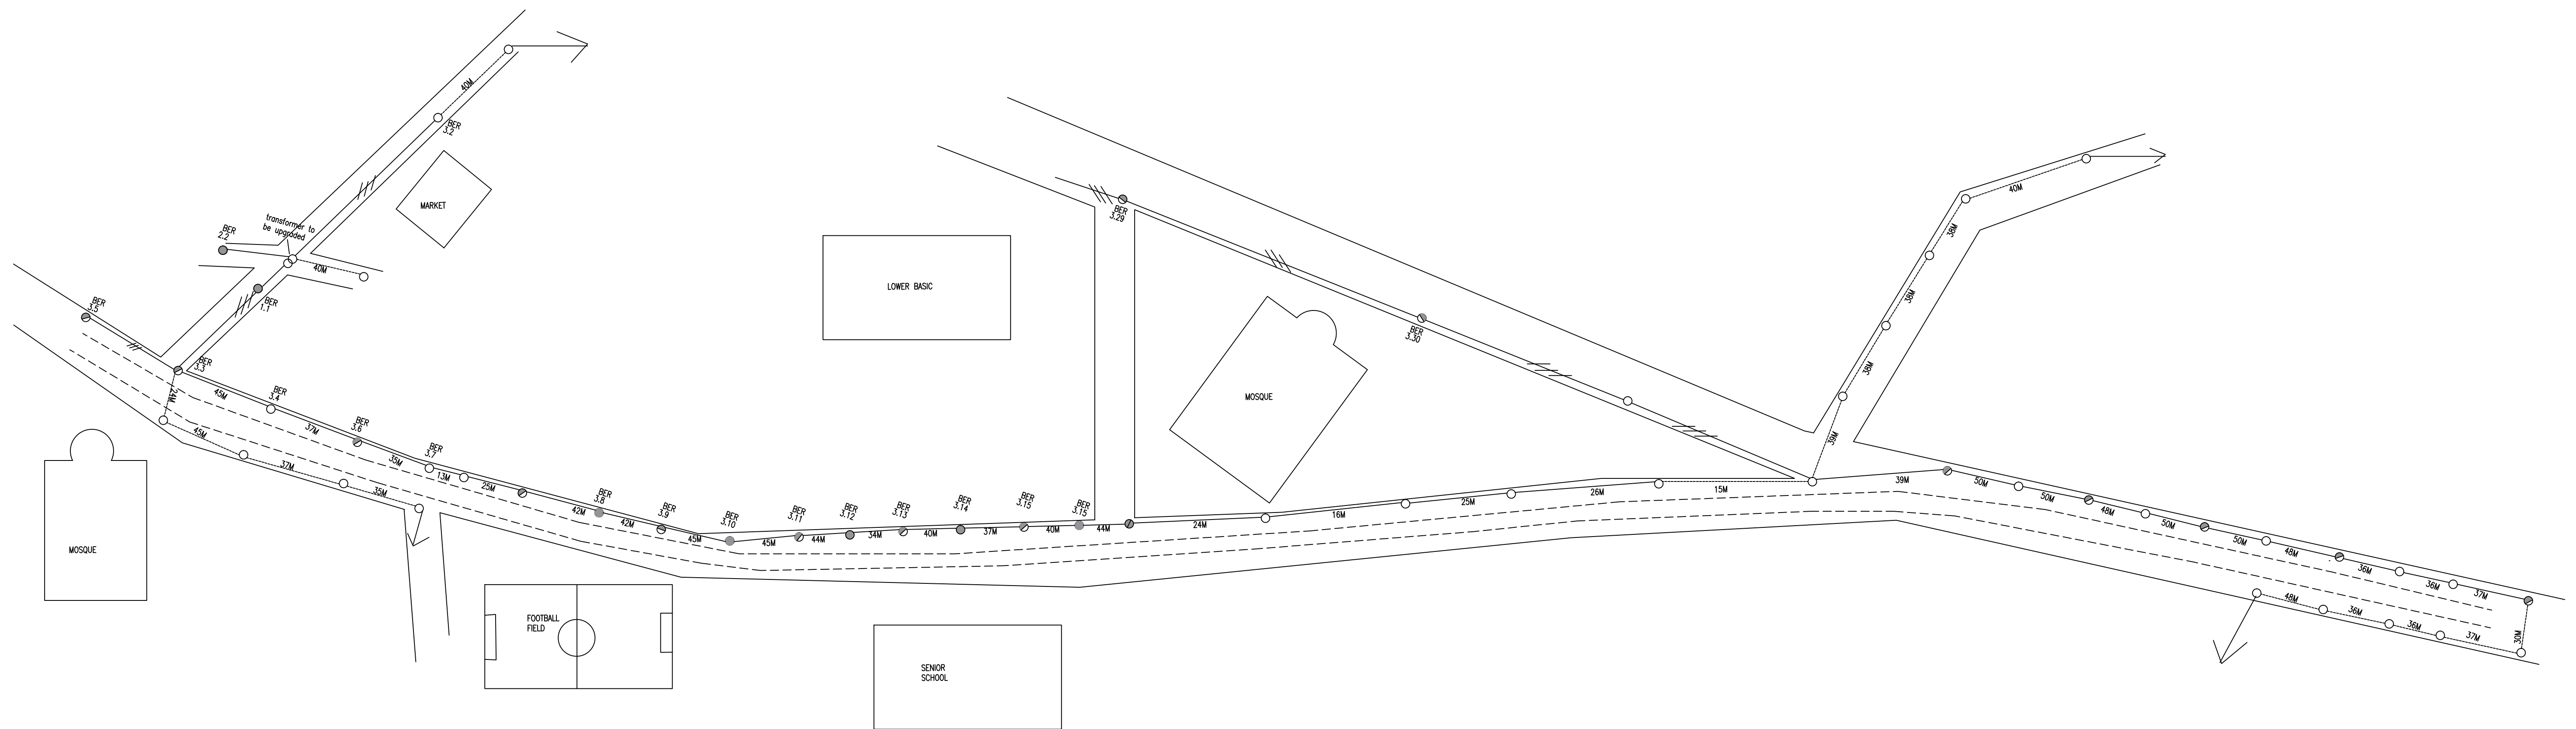 40M
BER
3.2
MARKET
transformer to
be upgraded
BER
2.2
40M
BER
1.1
BER
3.5
BER
3.3
24M
45M
BER
3.4
37M
BER
3.6
35M
BER
3.7
13M
25M
45M
37M
35M
MOSQUE
BER
3.8
42M
42M
BER
3.9
45M
BER
3.10
45M
BER
3.11
44M
BER
3.12
34M
BER
3.13
40M
BER
3.14
37M
BER
3.15
40M
BER
3.15
44M
FOOTBALL
FIELD
LOWER BASIC
SENIOR
SCHOOL
BER
3.29
BER
3.30
MOSQUE
24M
16M
25M
26M
15M
39M
38M
38M
38M
40M
39M
50M
50M
48M
50M
50M
48M
36M
36M
37M
30M
48M
36M
36M
37M